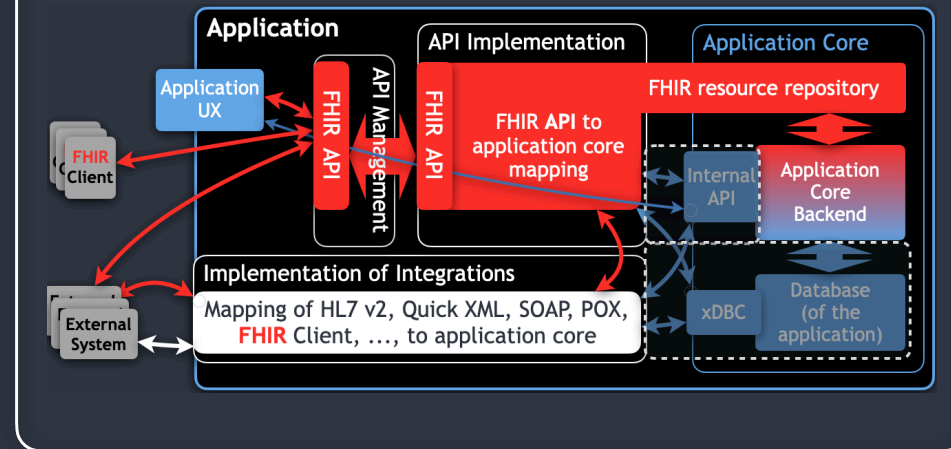 Application
API Implementation
Application Core
Application
UX
FHIR API
API Management
FHIR API
FHIR resource repository
FHIR API to
application core
mapping
FHIR
Client
Internal
API
Application
Core
Backend
Implementation of Integrations
Mapping of HL7 v2, Quick XML, SOAP, POX,
FHIR Client, ..., to application core
External
System
xDBC
Database
(of the
application)